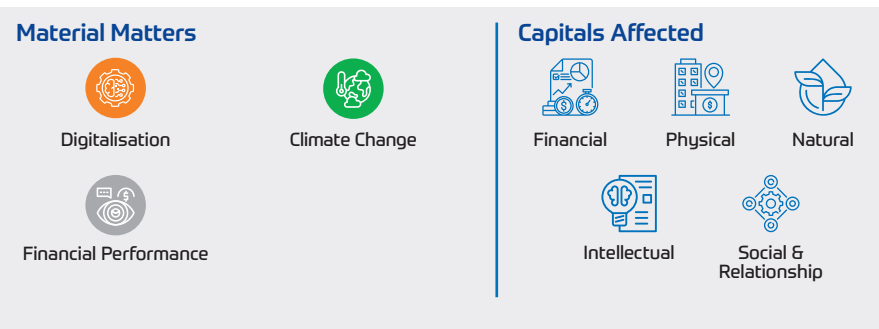 Material Matters
Digitalisation
Climate Change
Financial Performance
Capitals Affected
Financial
Physical
Natural
Intellectual
Social &
Relationship